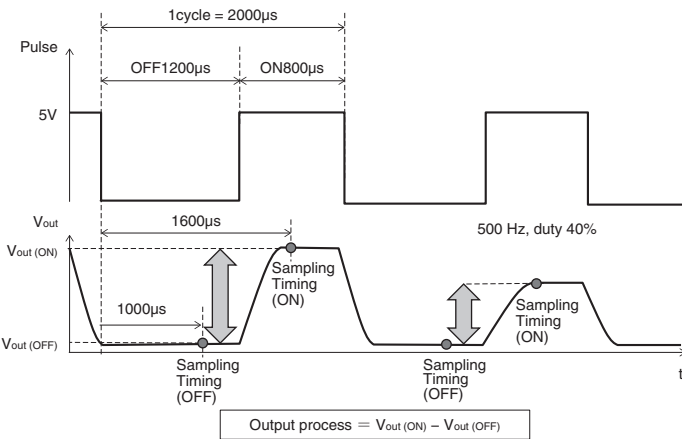 1cycle = 2000µs
Pulse
OFF1200µs
ON800µs
5V
Vout
1600µs
500 Hz, duty 40%
Vout (ON)
Sampling
Timing
(ON)
Sampling
Timing
(ON)
1000µs
Vout (OFF)
Sampling
Timing
(OFF)
Sampling
Timing
(OFF)
t
Output process = Vout (ON) − Vout (OFF)